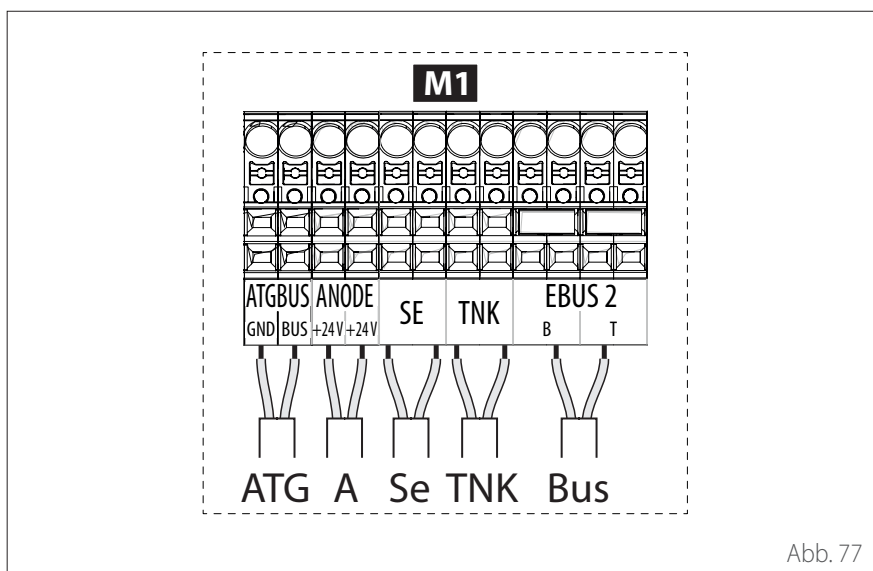 M1
ATGBUS ANODE SE TNK EBUS 2
GND BUS +24V +24V B T
ATG A Se TNK Bus
Abb. 77